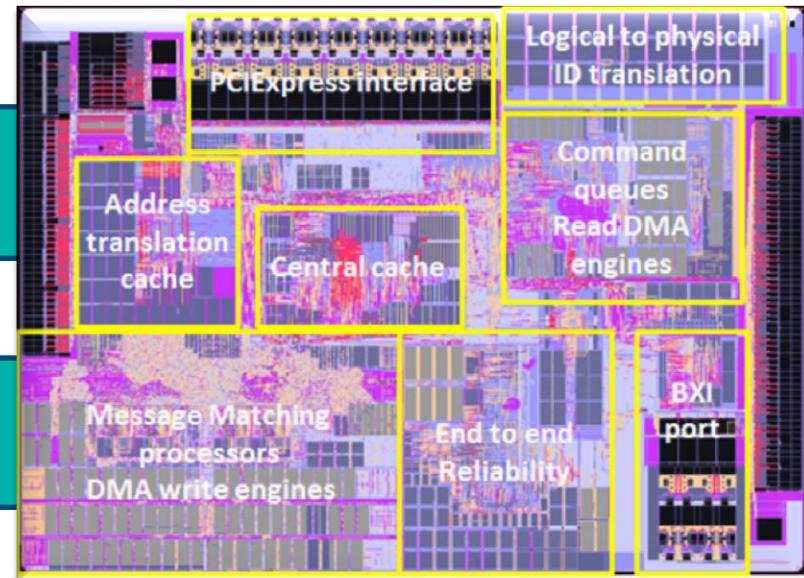 PCIExpress interface
Logical to physical
ID translation
Address
translation
cache
Central cache
Command
queues
Read DMA
engines
Message Matching
processors
DMA write engines
End to end
Reliability
BXI
port